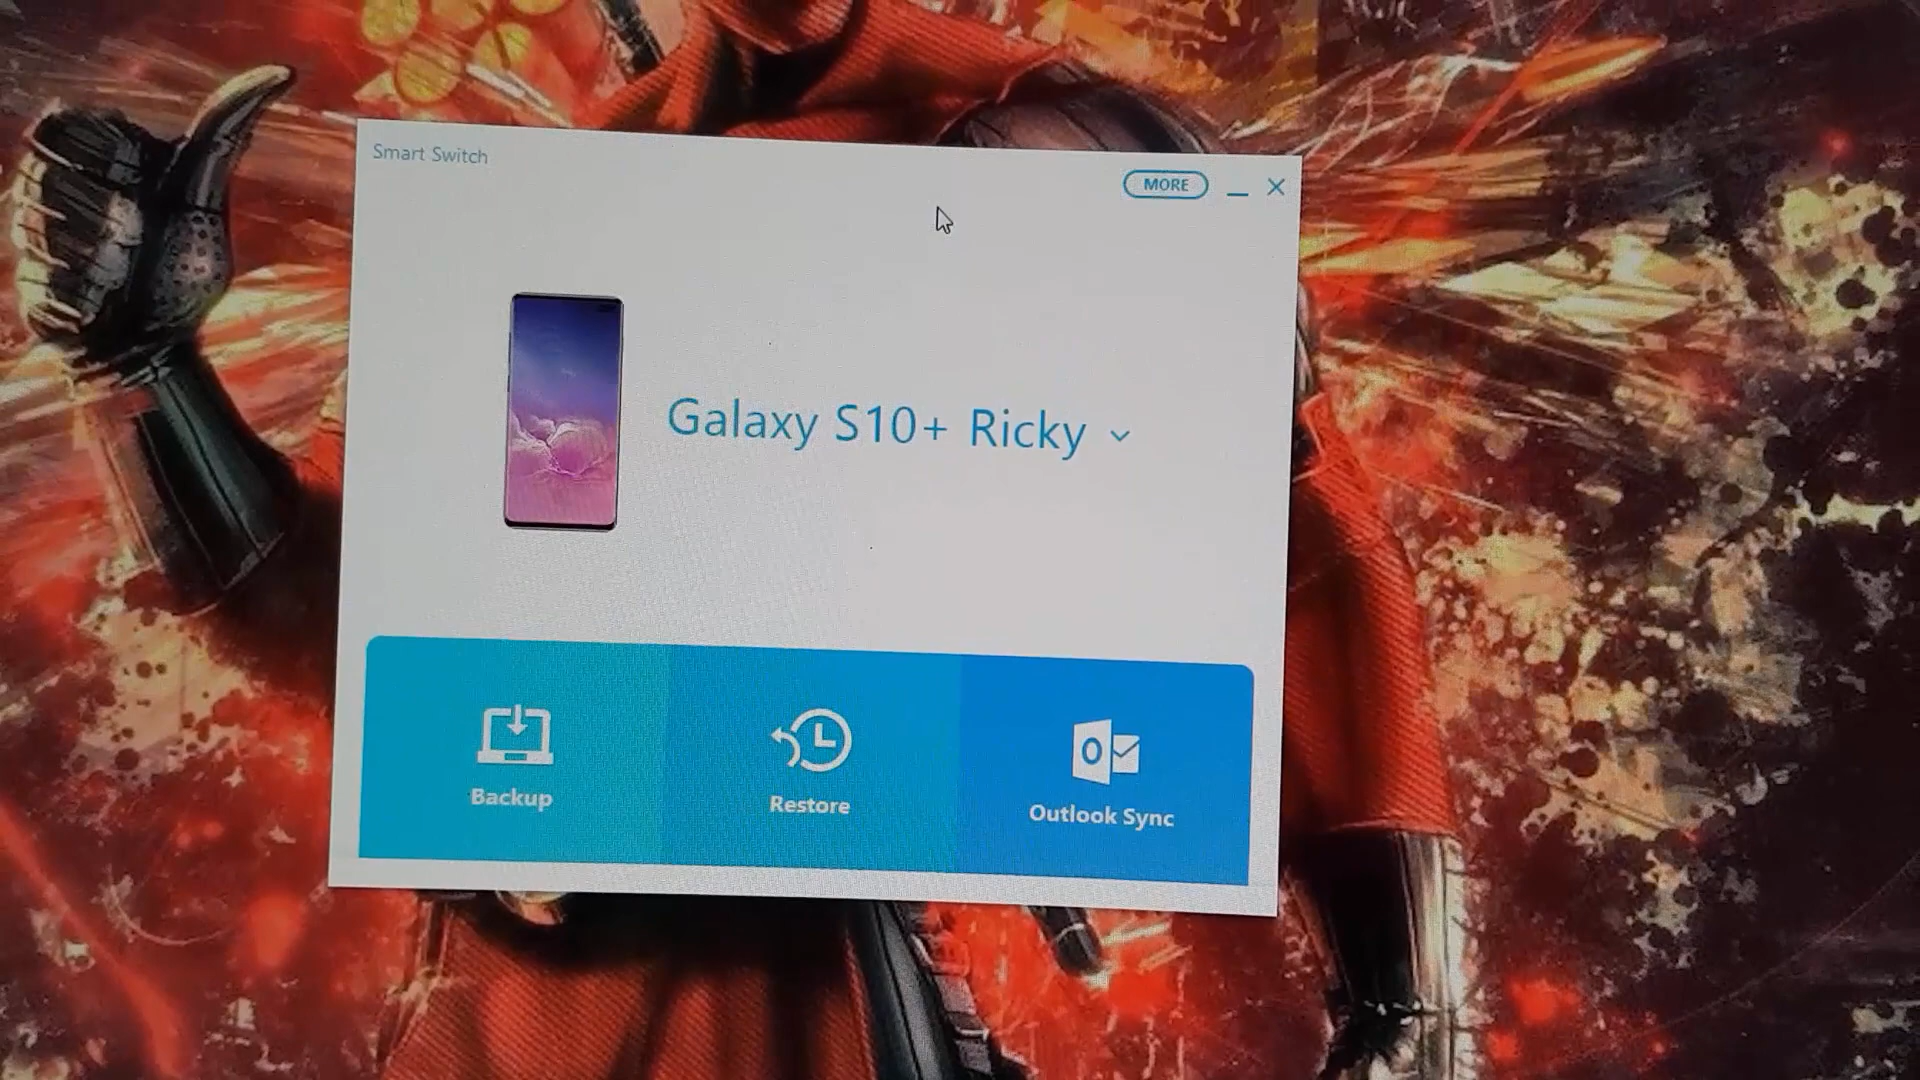 Smart Switch
MORE
Galaxy S10+ Ricky
Backup
Restore
Outlook Sync